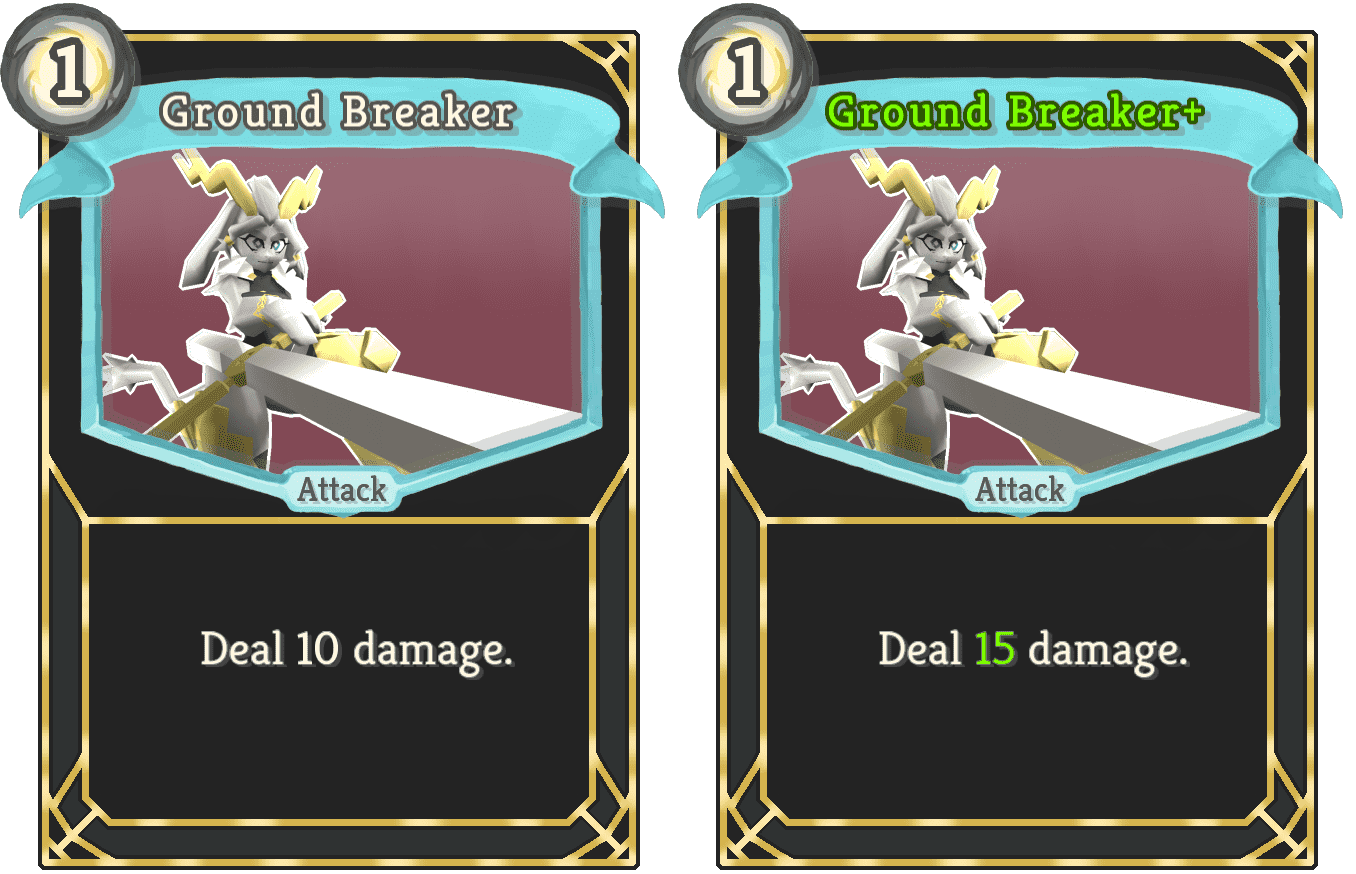 1
Ground Breaker
Attack
Deal 10 damage.
1
Ground Breaker+
Attack
Deal 15 damage.